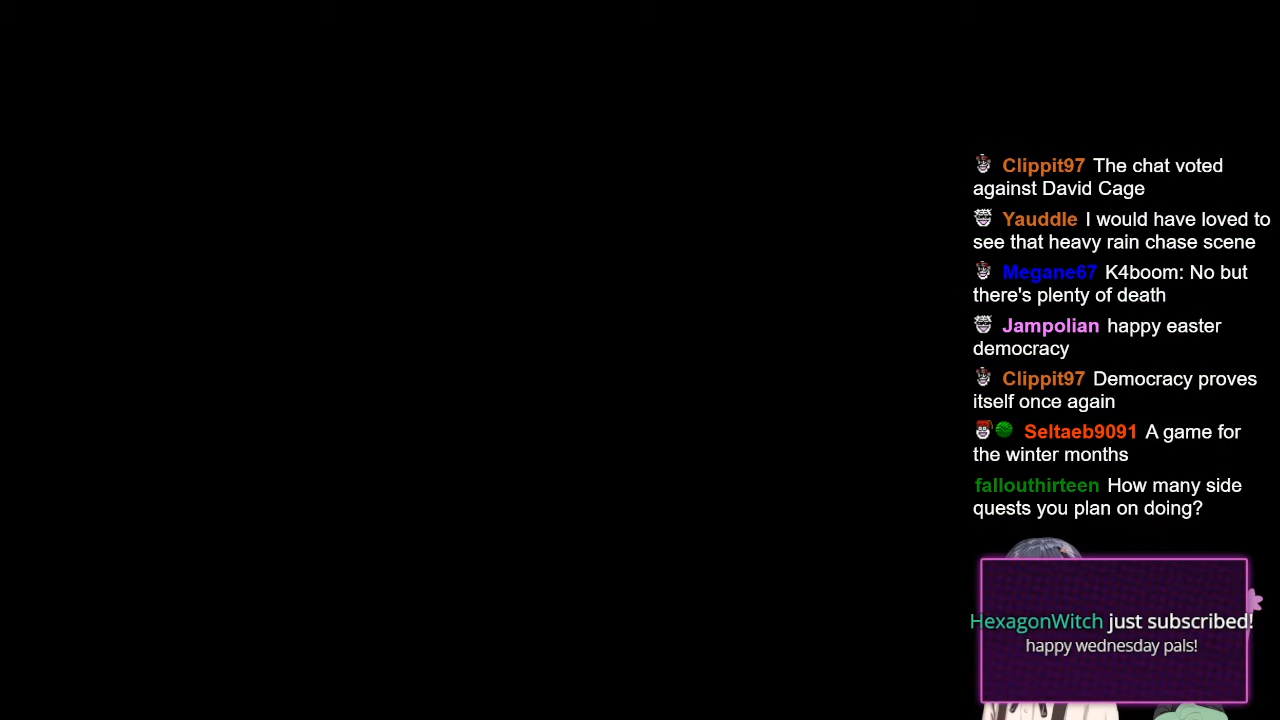 Clippit97 The chat voted
against David Cage
Yauddle I would have loved to
see that heavy rain chase scene
Megane67 K4boom: No but
there's plenty of death
Jampolian happy easter
democracy
Clippit97 Democracy proves
itself once again
Seltaeb9091 A game for
the winter months
fallouthirteen How many side
quests you plan on doing?
HexagonWitch just subscribed!
happy wednesday pals!